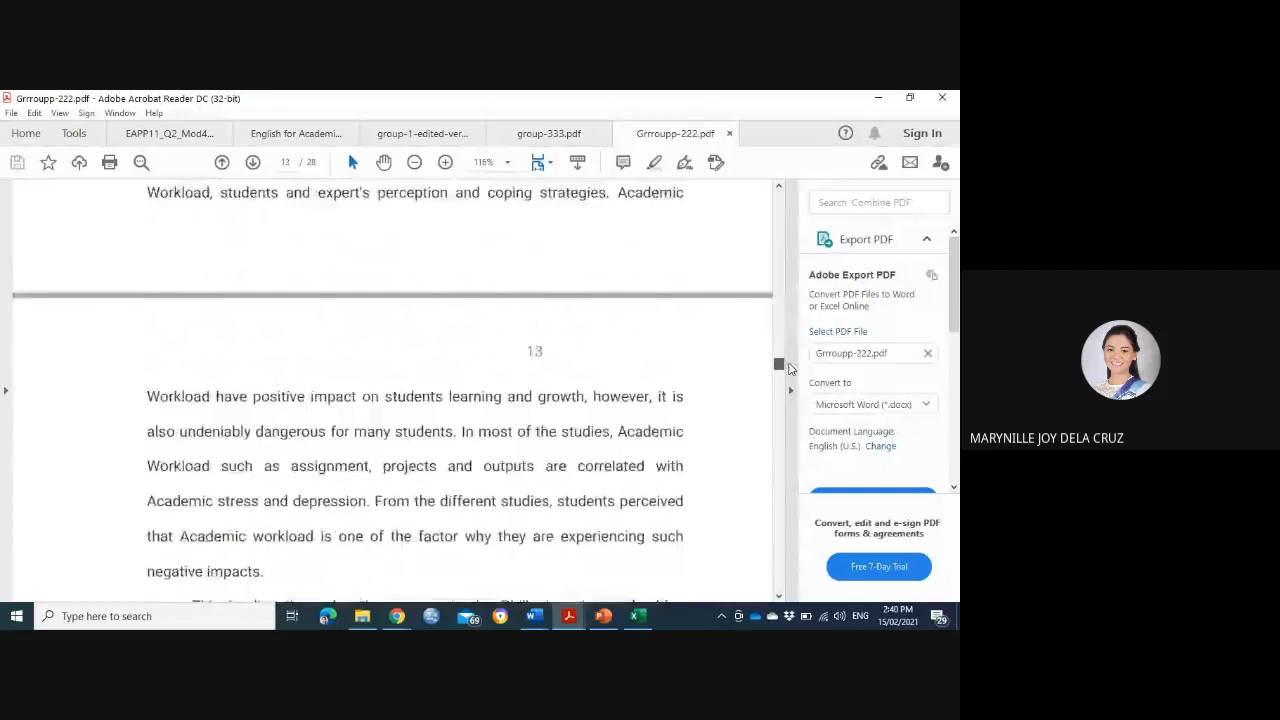 Grrroupp-222.pdf - Adobe Acrobat Reader DC (32-bit)
File Edit View Sign Window Help
Home Tools EAPP11_Q2_Mod4... English for Academi... group-1-edited-ver... group-333.pdf Grrroupp-222.pdf × Sign In
13 / 28 116%
Workload, students and expert's perception and coping strategies. Academic
13
Workload have positive impact on students learning and growth, however, it is
also undeniably dangerous for many students. In most of the studies, Academic
Workload such as assignment, projects and outputs are correlated with
Academic stress and depression. From the different studies, students perceived
that Academic workload is one of the factor why they are experiencing such
negative impacts.
Search 'Combine PDF'
Export PDF
Adobe Export PDF
Convert PDF Files to Word
or Excel Online
Select PDF File
Grrroupp-222.pdf
Convert to
Microsoft Word (*.docx)
Document Language:
English (U.S.) Change
Convert, edit and e-sign PDF
forms & agreements
Free 7-Day Trial
MARYNILLE JOY DELA CRUZ
Type here to search
69
ENG
2:40 PM
15/02/2021
29